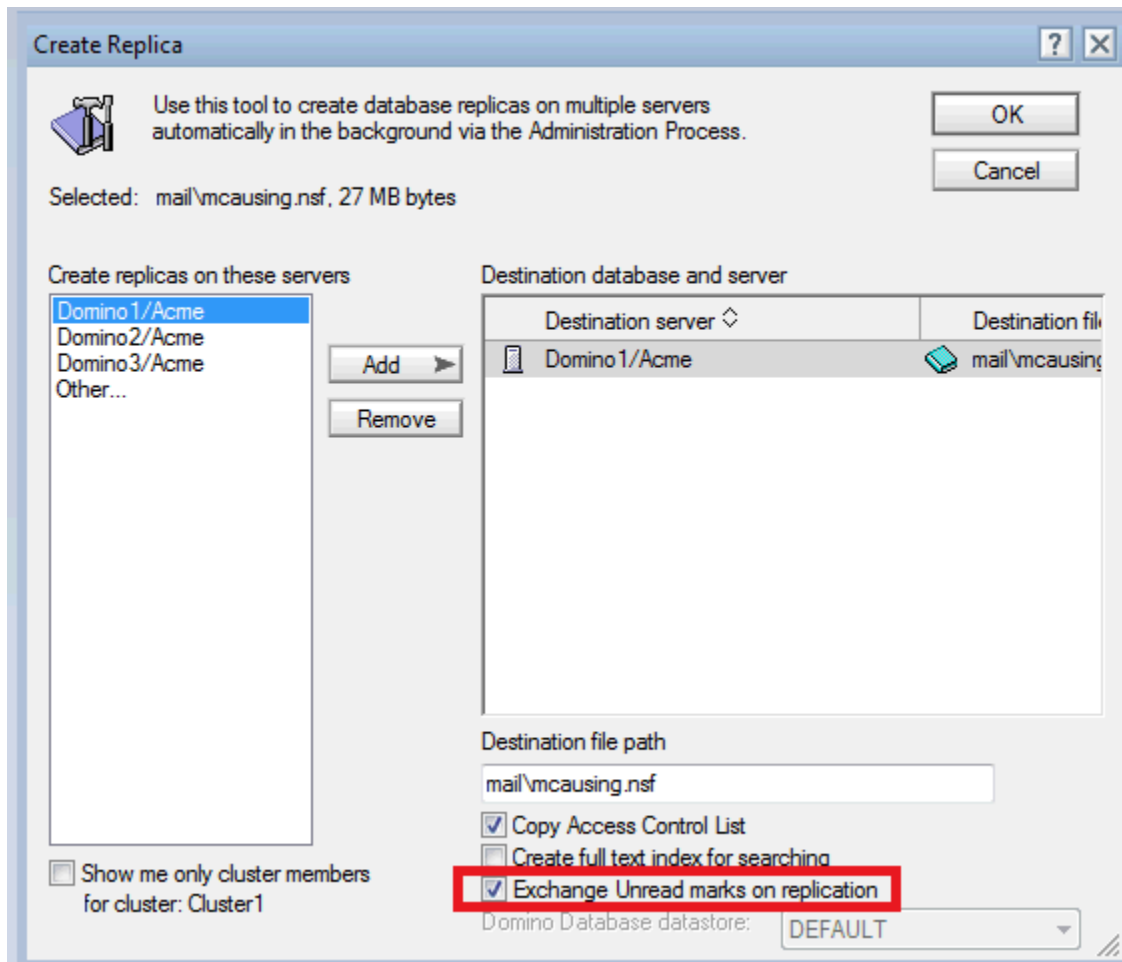 Create Replica
Use this tool to create database replicas on multiple servers
automatically in the background via the Administration Process.
OK
Cancel
Selected: mail\mcausing.nsf, 27 MB bytes
Create replicas on these servers
Domino1/Acme
Domino2/Acme
Domino3/Acme
Other...
Add
Remove
Destination database and server
Destination server
Destination fil
Domino1/Acme
mail\mcausing
Destination file path
mail\mcausing.nsf
Copy Access Control List
Create full text index for searching
Exchange Unread marks on replication
Domino Database datastore:
DEFAULT
Show me only cluster members
for cluster: Cluster1